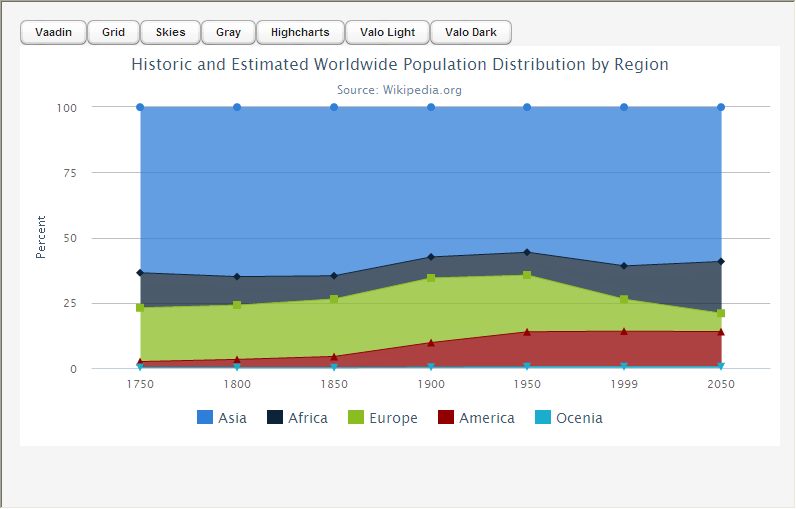 Vaadin Grid Skies Gray Highcharts Valo Light Valo Dark
Historic and Estimated Worldwide Population Distribution by Region
Source: Wikipedia.org
Percent
100
75
50
25
0
1750 1800 1850 1900 1950 1999 2050
Asia Africa Europe America Ocenia